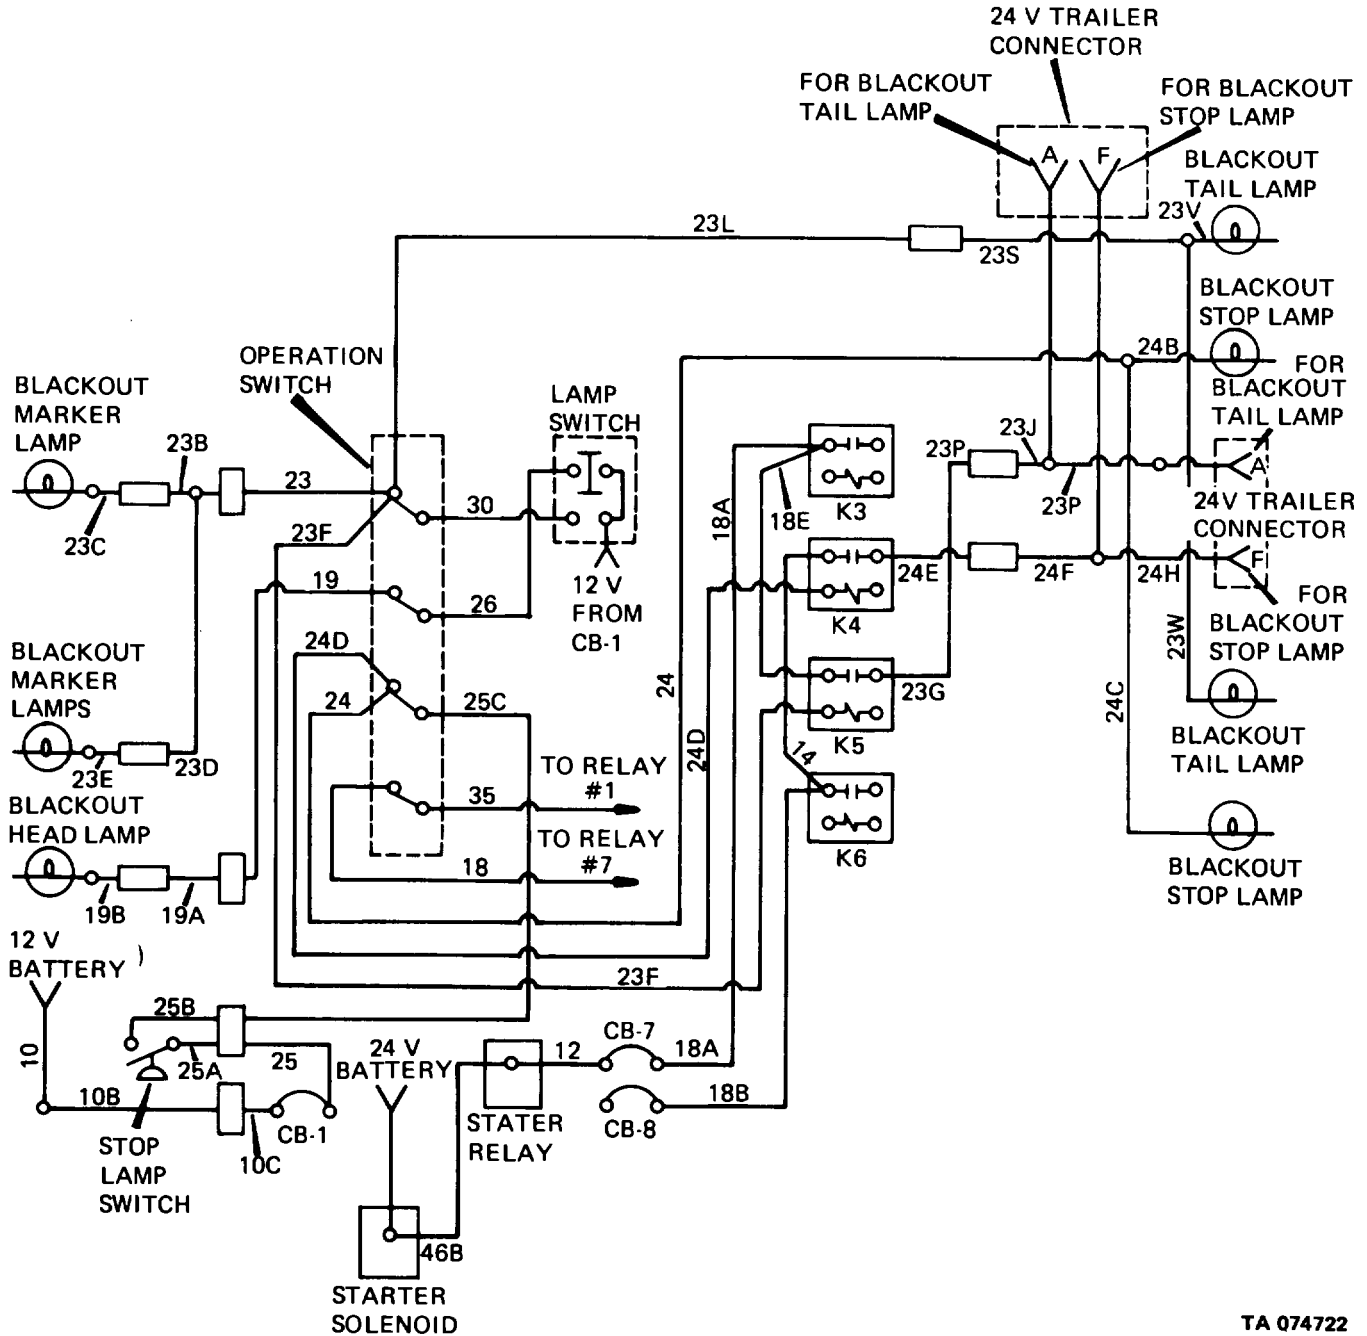 24 V TRAILER
CONNECTOR
FOR BLACKOUT
TAIL LAMP
FOR BLACKOUT
STOP LAMP
A
F
BLACKOUT
TAIL LAMP
23V
23L
23S
BLACKOUT
STOP LAMP
24B
FOR
BLACKOUT
TAIL LAMP
OPERATION
SWITCH
LAMP
SWITCH
BLACKOUT
MARKER
LAMP
23B
23
23C
30
23F
19
26
12 V
FROM
CB-1
18A
18E
K3
23P
23J
23P
A
24V TRAILER
CONNECTOR
24E
24F
24H
F
K4
FOR
BLACKOUT
STOP LAMP
23W
BLACKOUT
MARKER
LAMPS
24D
24
25C
24
24D
23G
K5
24C
BLACKOUT
TAIL LAMP
23E
23D
14
35
TO RELAY
#1
BLACKOUT
HEAD LAMP
TO RELAY
#7
18
K6
BLACKOUT
STOP LAMP
19B
19A
12 V
BATTERY
)
23F
25B
10
25A
25
24 V
BATTERY
12
CB-7
18A
10B
CB-1
10C
18B
CB-8
STATER
RELAY
STOP
LAMP
SWITCH
46B
STARTER
SOLENOID
TA 074722